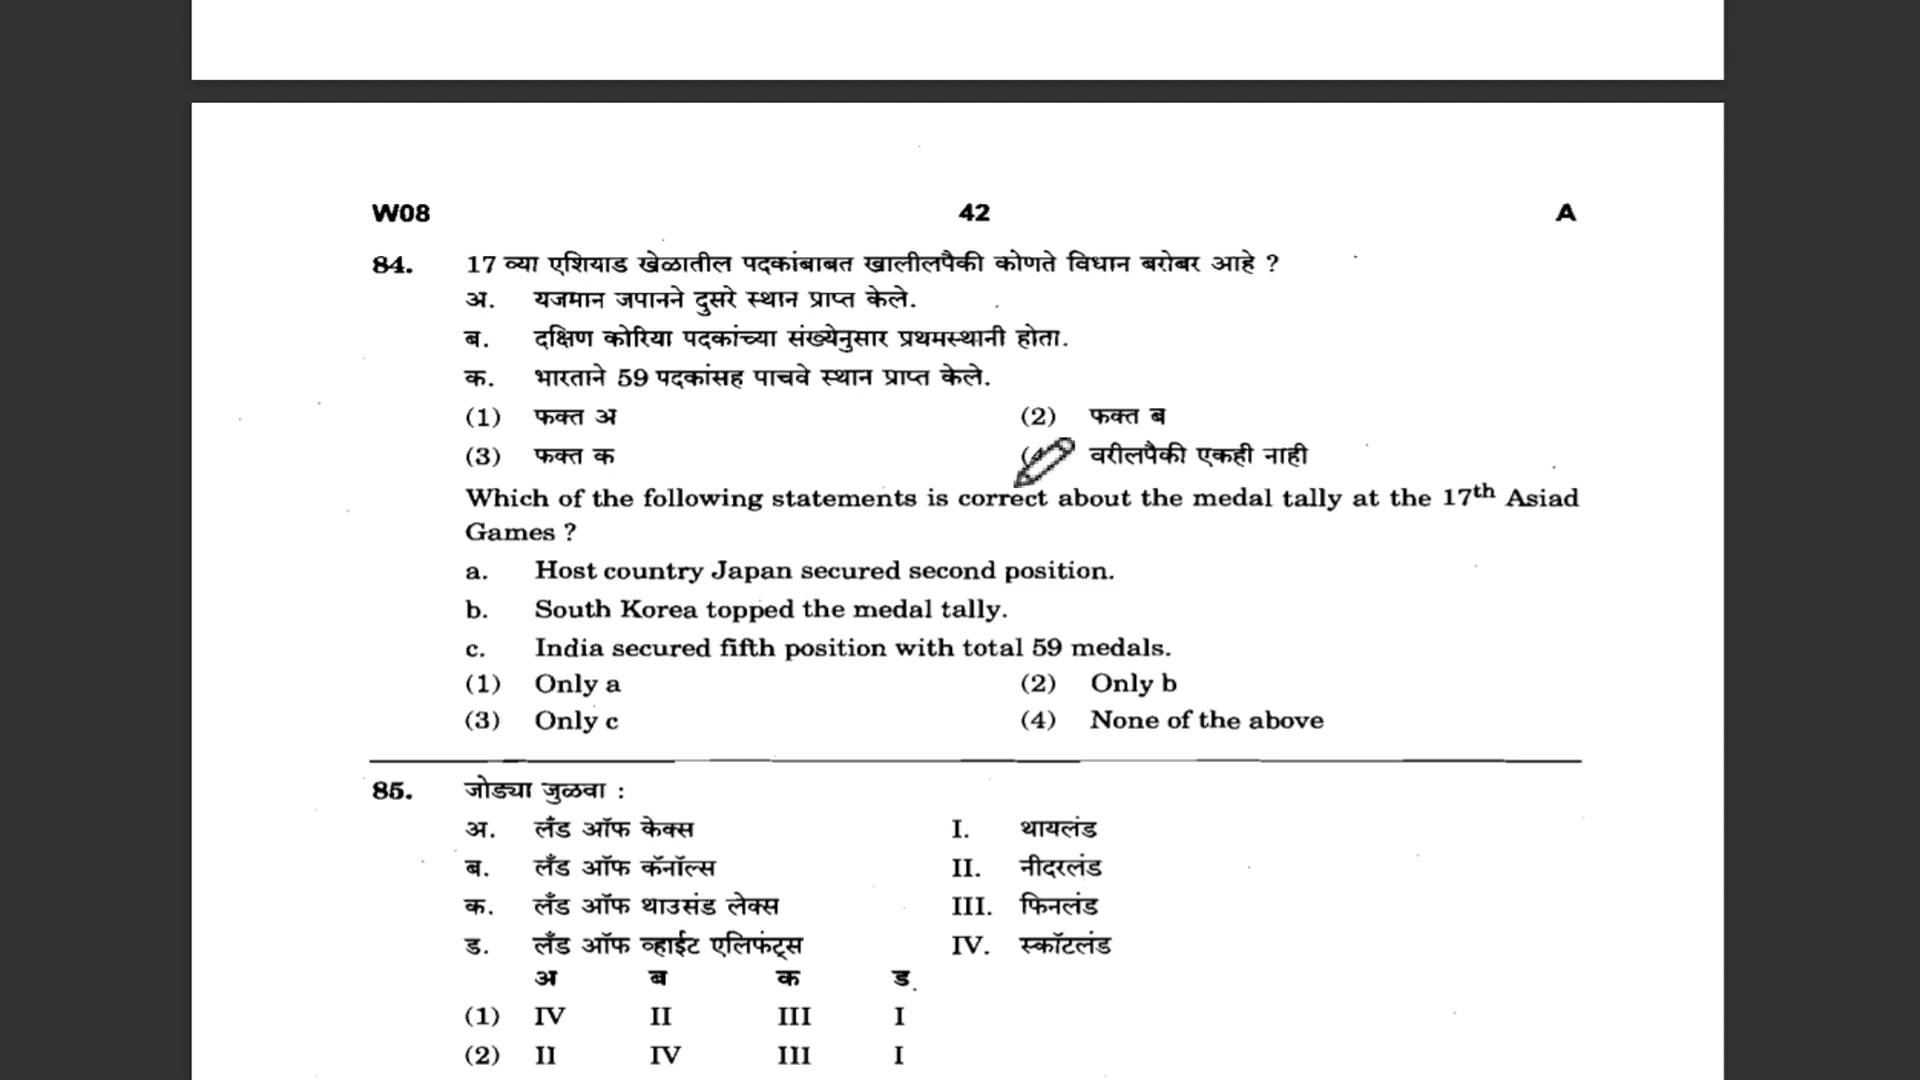 W08 42 A
84. 17 व्या एशियाड खेळातील पदकांबाबत खालीलपैकी कोणते विधान बरोबर आहे ?
अ. यजमान जपानने दुसरे स्थान प्राप्त केले.
ब. दक्षिण कोरिया पदकांच्या संख्येनुसार प्रथमस्थानी होता.
क. भारताने 59 पदकांसह पाचवे स्थान प्राप्त केले.
(1) फक्त अ (2) फक्त ब
(3) फक्त क (4 वरीलपैकी एकही नाही
Which of the following statements is correct about the medal tally at the 17th Asiad
Games ?
a. Host country Japan secured second position.
b. South Korea topped the medal tally.
c. India secured fifth position with total 59 medals.
(1) Only a (2) Only b
(3) Only c (4) None of the above
85. जोड्या जुळवा :
अ. लँड ऑफ केक्स I. थायलंड
ब. लँड ऑफ कॅनॉल्स II. नीदरलंड
क. लँड ऑफ थाउसंड लेक्स III. फिनलंड
ड. लँड ऑफ व्हाईट एलिफंट्स IV. स्कॉटलंड
अ ब क ड
(1) IV II III I
(2) II IV III I